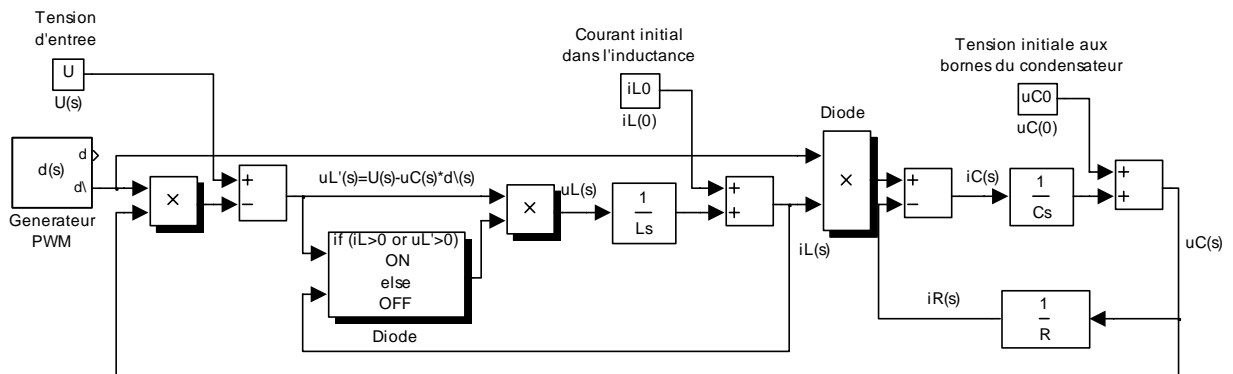 Tension
d'entree
U
U(s)
Courant initial
dans l'inductance
iL0
iL(0)
Tension initiale aux
bornes du condensateur
uC0
uC(0)
Diode
d(s)
d
d\
Generateur
PWM
×
+
−
uL'(s)=U(s)-uC(s)*d\(s)
if (iL>0 or uL'>0)
ON
else
OFF
Diode
×
uL(s)
1
Ls
+
+
iL(s)
×
+
−
iC(s)
1
Cs
+
+
uC(s)
iR(s)
1
R